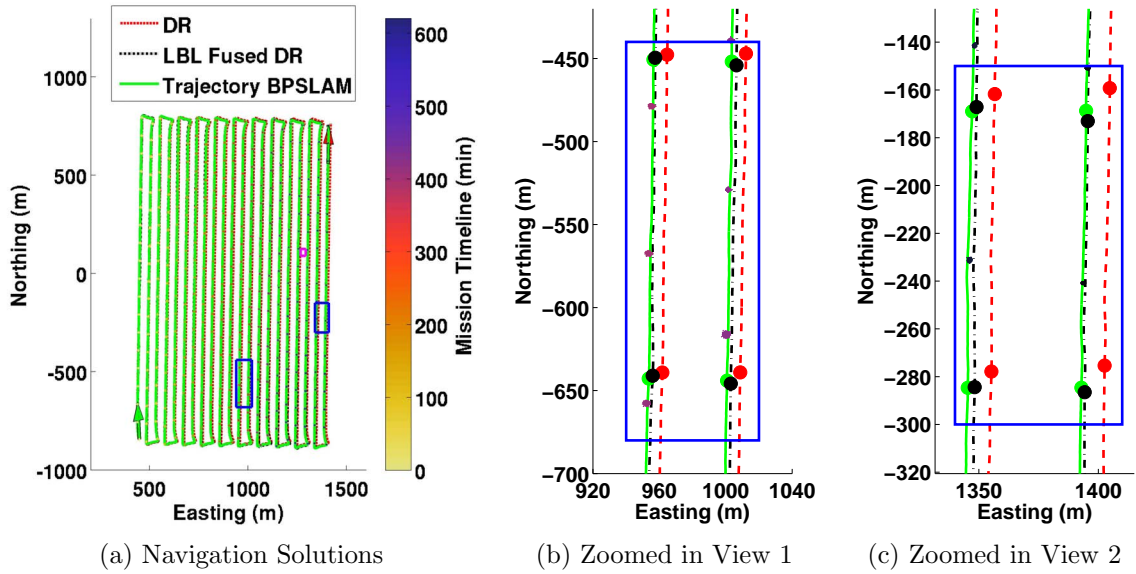 DR
LBL Fused DR
Trajectory BPSLAM
1000
500
0
-500
-1000
Northing (m)
500
1000
1500
Easting (m)
600
500
400
300
200
100
0
Mission Timeline (min)
(a) Navigation Solutions
−450
−500
−550
−600
−650
−700
Northing (m)
920
960
1000
1040
Easting (m)
(b) Zoomed in View 1
−140
−160
−180
−200
−220
−240
−260
−280
−300
−320
Northing (m)
1350
1400
Easting (m)
(c) Zoomed in View 2